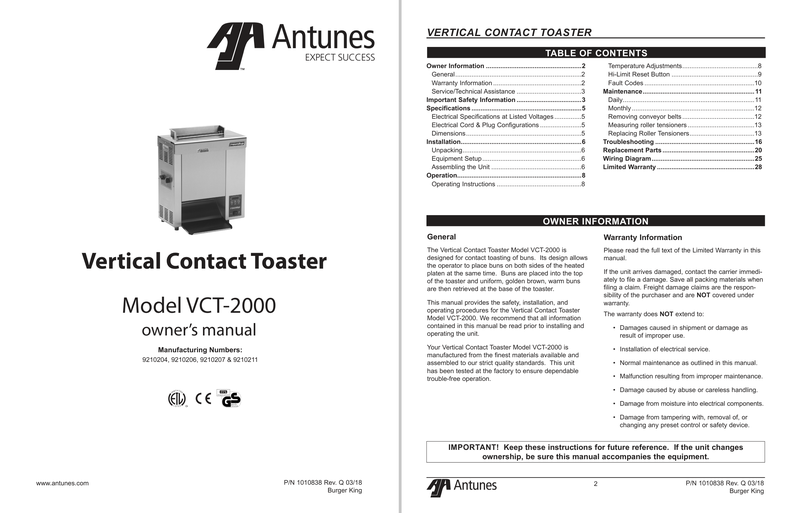 Antunes
EXPECT SUCCESS
Vertical Contact Toaster
Model VCT-2000
owner's manual
Manufacturing Numbers:
9210204, 9210206, 9210207 & 9210211
www.antunes.com
P/N 1010838 Rev. Q 03/18
Burger King
VERTICAL CONTACT TOASTER
TABLE OF CONTENTS
Owner Information ..... 2
General ..... 2
Warranty Information ..... 2
Service/Technical Assistance ..... 3
Important Safety Information ..... 3
Specifications ..... 5
Electrical Specifications at Listed Voltages ..... 5
Electrical Cord & Plug Configurations ..... 5
Dimensions ..... 5
Installation ..... 6
Unpacking ..... 6
Equipment Setup ..... 6
Assembling the Unit ..... 6
Operation ..... 8
Operating Instructions ..... 8
Temperature Adjustments ..... 8
Hi-Limit Reset Button ..... 9
Fault Codes ..... 10
Maintenance ..... 11
Daily ..... 11
Monthly ..... 12
Removing conveyor belts ..... 12
Measuring roller tensioners ..... 13
Replacing Roller Tensioners ..... 13
Troubleshooting ..... 16
Replacement Parts ..... 20
Wiring Diagram ..... 25
Limited Warranty ..... 28
OWNER INFORMATION
General
The Vertical Contact Toaster Model VCT-2000 is
designed for contact toasting of buns. Its design allows
the operator to place buns on both sides of the heated
platen at the same time. Buns are placed into the top
of the toaster and uniform, golden brown, warm buns
are then retrieved at the base of the toaster.
This manual provides the safety, installation, and
operating procedures for the Vertical Contact Toaster
Model VCT-2000. We recommend that all information
contained in this manual be read prior to installing and
operating the unit.
Your Vertical Contact Toaster Model VCT-2000 is
manufactured from the finest materials available and
assembled to our strict quality standards. This unit
has been tested at the factory to ensure dependable
trouble-free operation.
Warranty Information
Please read the full text of the Limited Warranty in this
manual.
If the unit arrives damaged, contact the carrier immedi-
ately to file a damage. Save all packing materials when
filing a claim. Freight damage claims are the respon-
sibility of the purchaser and are NOT covered under
warranty.
The warranty does NOT extend to:
• Damages caused in shipment or damage as
result of improper use.
• Installation of electrical service.
• Normal maintenance as outlined in this manual.
• Malfunction resulting from improper maintenance.
• Damage caused by abuse or careless handling.
• Damage from moisture into electrical components.
• Damage from tampering with, removal of, or
changing any preset control or safety device.
IMPORTANT! Keep these instructions for future reference. If the unit changes
ownership, be sure this manual accompanies the equipment.
Antunes
2
P/N 1010838 Rev. Q 03/18
Burger King